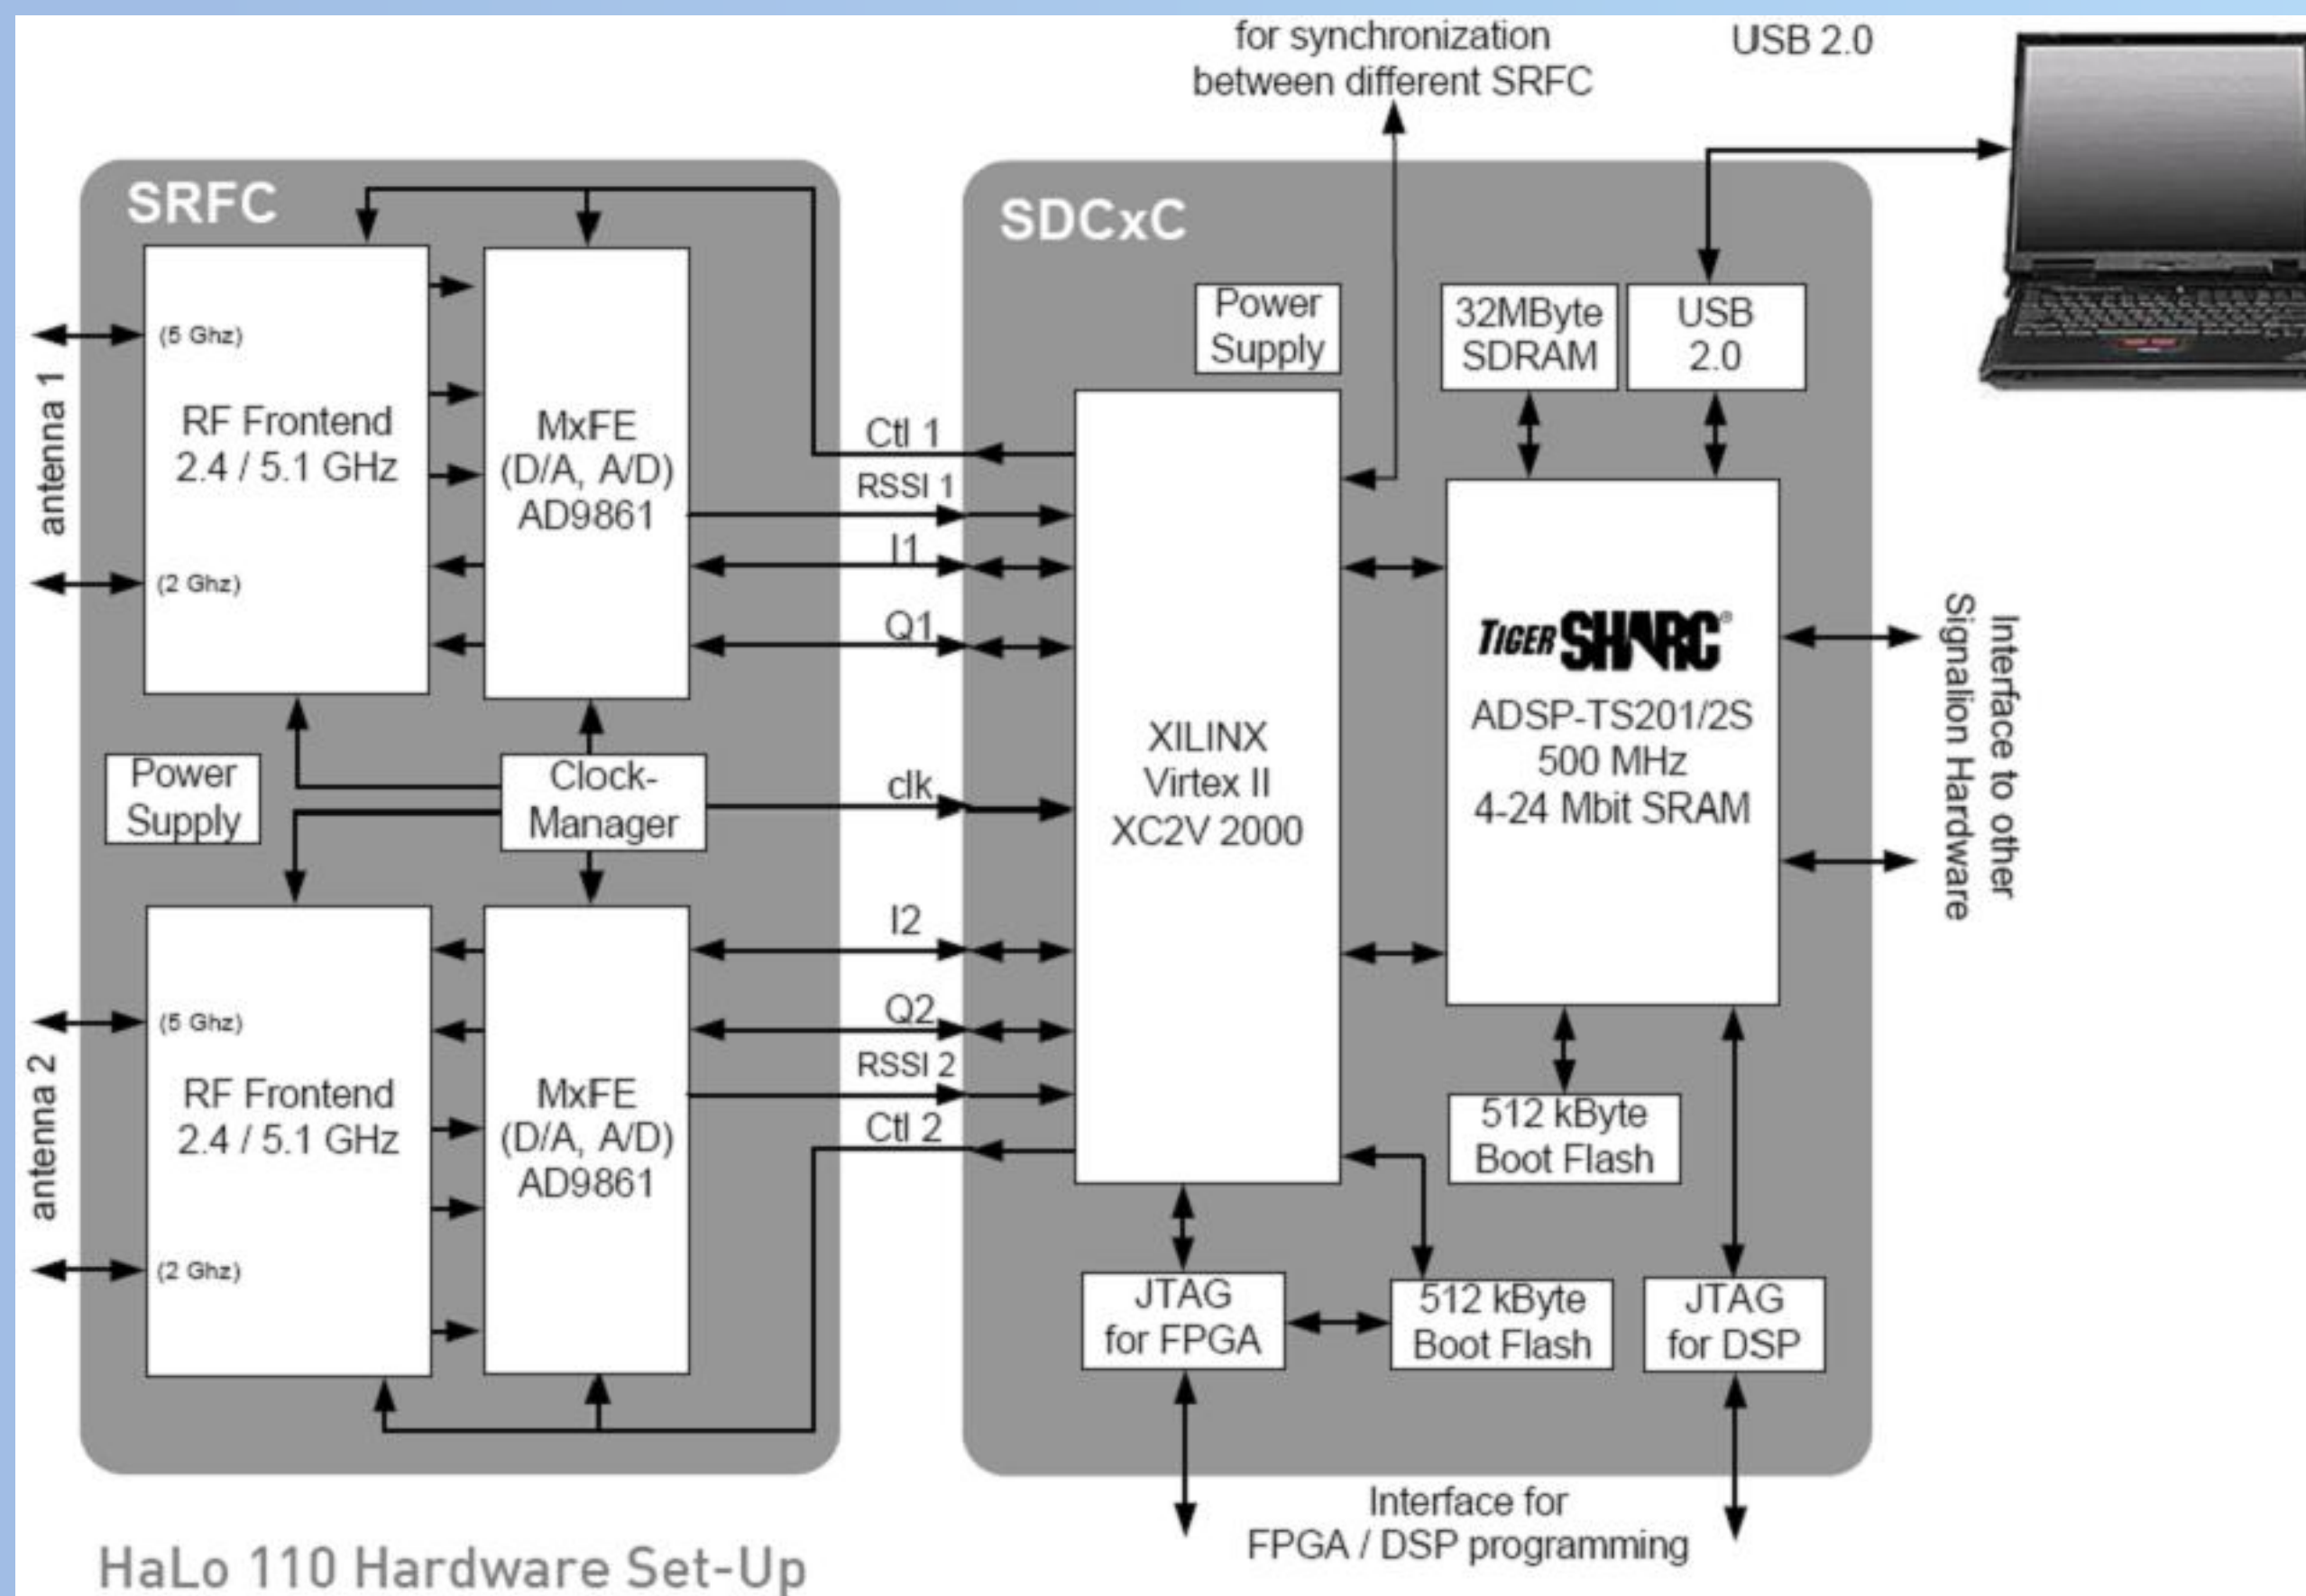 for synchronization
between different SRFC
USB 2.0
SRFC
(5 Ghz)
RF Frontend
2.4 / 5.1 GHz
(2 Ghz)
antenna 1
MxFE
(D/A, A/D)
AD9861
Power
Supply
Clock-
Manager
(5 Ghz)
RF Frontend
2.4 / 5.1 GHz
(2 Ghz)
antenna 2
MxFE
(D/A, A/D)
AD9861
Ctl 1
RSSI 1
I1
Q1
clk
I2
Q2
RSSI 2
Ctl 2
SDCxC
Power
Supply
32MByte
SDRAM
USB
2.0
XILINX
Virtex II
XC2V 2000
TIGER SHARC®
ADSP-TS201/2S
500 MHz
4-24 Mbit SRAM
Interface to other
Signalion Hardware
512 kByte
Boot Flash
JTAG
for FPGA
512 kByte
Boot Flash
JTAG
for DSP
Interface for
FPGA / DSP programming
HaLo 110 Hardware Set-Up